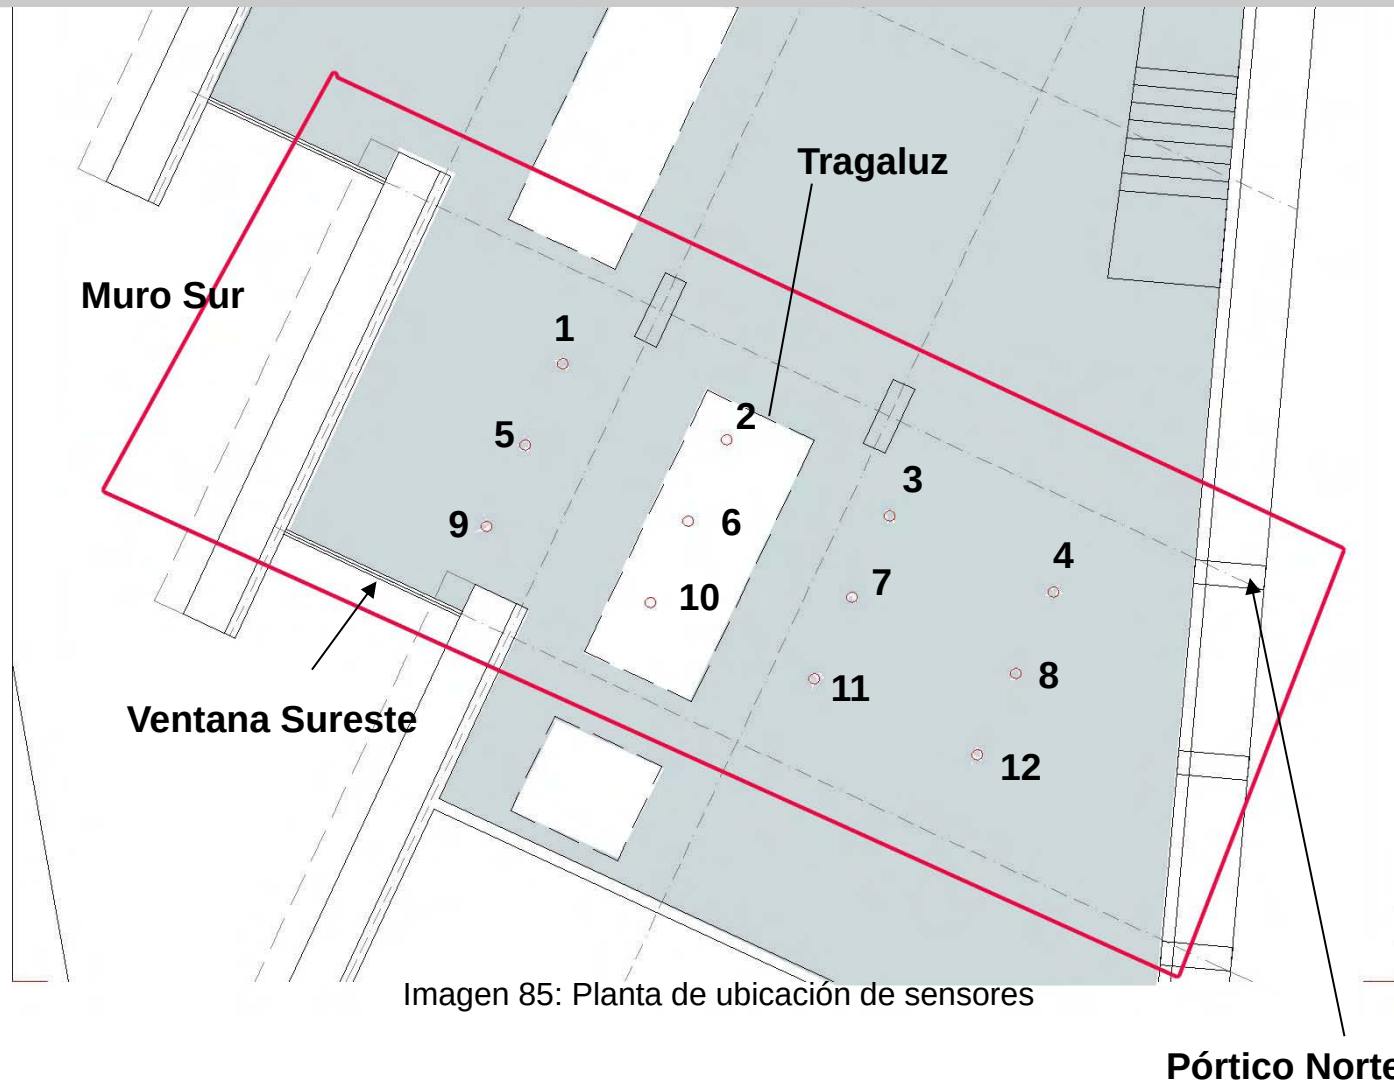 Tragaluz
Muro Sur
1
2
5
3
9
6
4
7
10
8
11
Ventana Sureste
12
Imagen 85: Planta de ubicación de sensores
Pórtico Norte